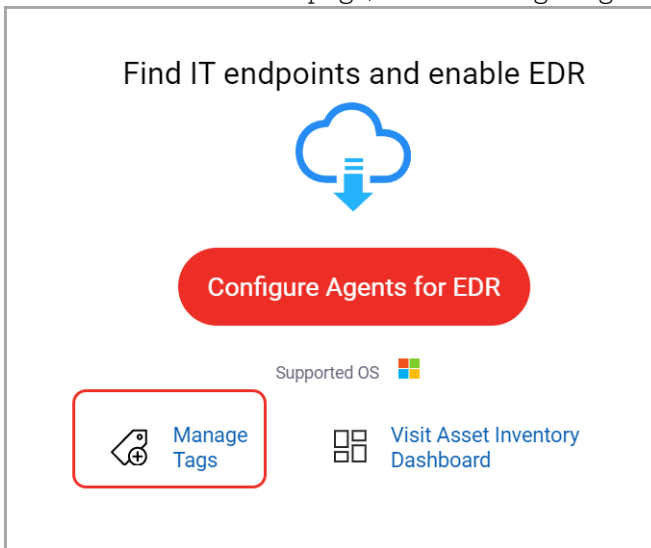 Find IT endpoints and enable EDR
Configure Agents for EDR
Supported OS
Manage
Tags
Visit Asset Inventory
Dashboard